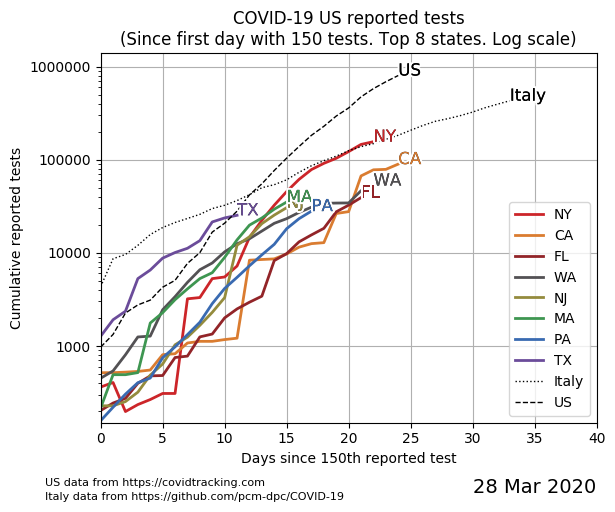 COVID-19 US reported tests
(Since first day with 150 tests. Top 8 states. Log scale)
Cumulative reported tests
1000000
100000
10000
1000
US
Italy
NY
CA
WA
FL
MA
NJ
PA
TX
NY
CA
FL
WA
NJ
MA
PA
TX
Italy
US
0 5 10 15 20 25 30 35 40
Days since 150th reported test
US data from https://covidtracking.com
Italy data from https://github.com/pcm-dpc/COVID-19
28 Mar 2020